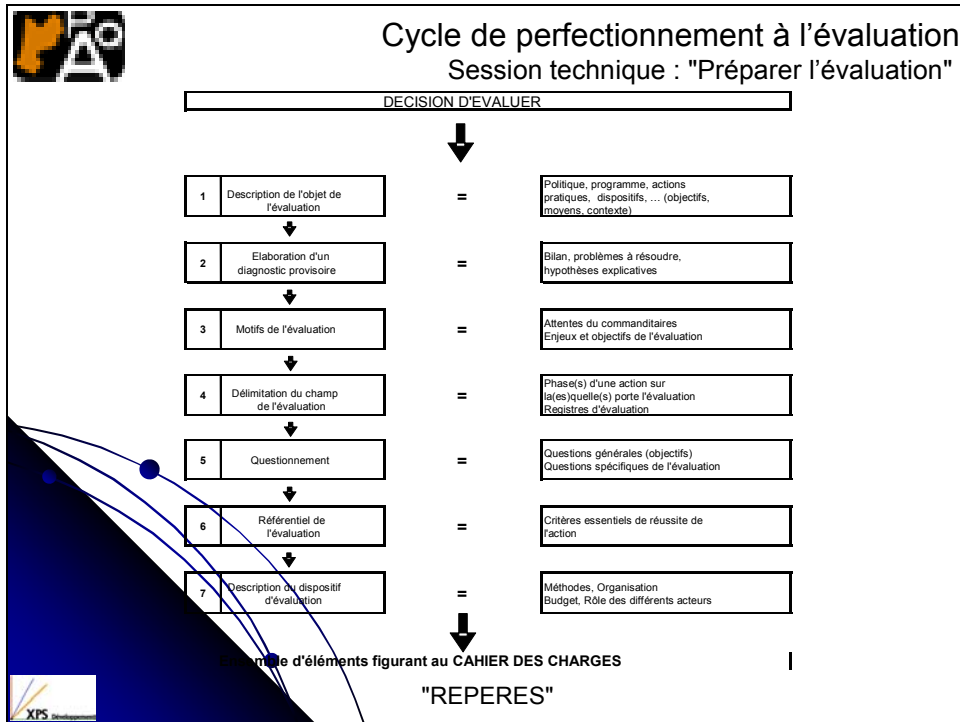 Cycle de perfectionnement à l’évaluation
Session technique : "Préparer l’évaluation"
DECISION D'EVALUER
1
Description de l'objet de
l'évaluation
=
Politique, programme, actions
pratiques, dispositifs, ... (objectifs,
moyens, contexte)
2
Elaboration d'un
diagnostic provisoire
=
Bilan, problèmes à résoudre,
hypothèses explicatives
3
Motifs de l'évaluation
=
Attentes du commanditaires
Enjeux et objectifs de l'évaluation
4
Délimitation du champ
de l'évaluation
=
Phase(s) d'une action sur
la(es)quelle(s) porte l'évaluation
Registres d'évaluation
5
Questionnement
=
Questions générales (objectifs)
Questions spécifiques de l'évaluation
6
Référentiel de
l'évaluation
=
Critères essentiels de réussite de
l'action
7
Description du dispositif
d'évaluation
=
Méthodes, Organisation
Budget, Rôle des différents acteurs
d'éléments figurant au CAHIER DES CHARGES
"REPERES"
XPS Développement